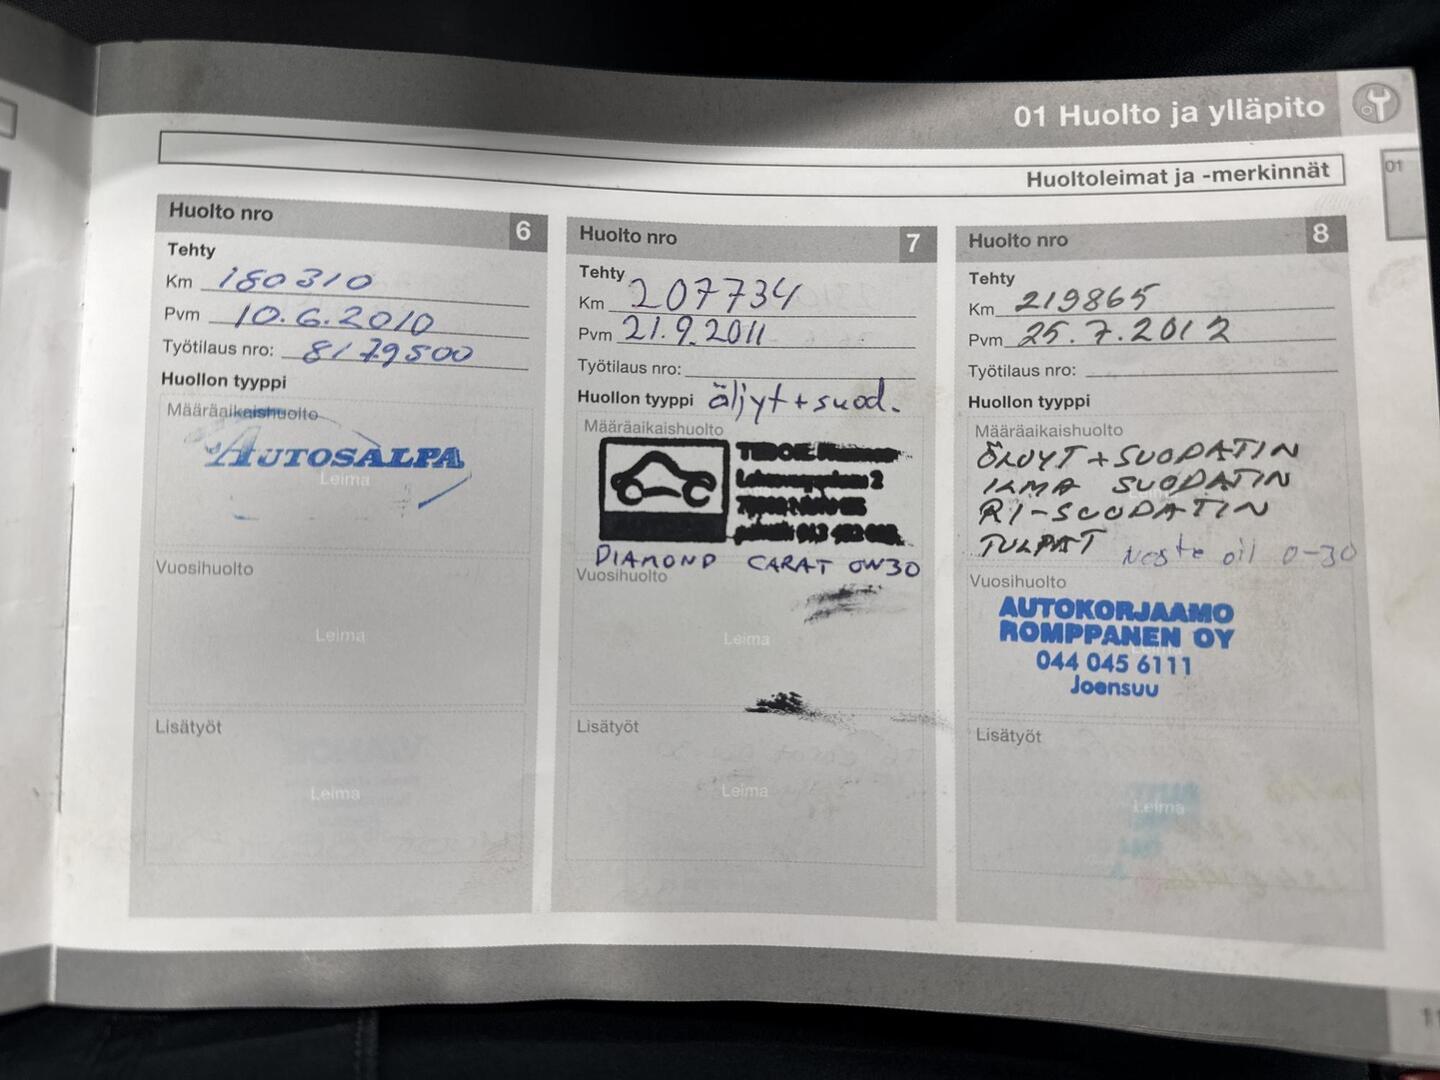 01 Huolto ja ylläpito
01
Huoltoleimat ja -merkinnät
Huolto nro 6
Tehty
Km 180310
Pvm 10.6.2010
Työtilaus nro: 8179500
Huollon tyyppi
Määräaikaishuolto
AUTOSALPA
Leima
Vuosihuolto
Leima
Lisätyöt
Leima
Huolto nro 7
Tehty
Km 207734
Pvm 21.9.2011
Työtilaus nro:
Huollon tyyppi öljyt + suod.
Määräaikaishuolto
DIAMOND CARAT 0W30
Vuosihuolto
Leima
Lisätyöt
Leima
Huolto nro 8
Tehty
Km 219865
Pvm 25.7.2012
Työtilaus nro:
Huollon tyyppi
Määräaikaishuolto
ÖLJYT + SUODATIN
ILMA SUODATIN
RI-SUODATIN
TULPAT Neste oil 0-30
Vuosihuolto
AUTOKORJAAMO
ROMPPANEN OY
Leima
044 045 6111
Joensuu
Lisätyöt
Leima